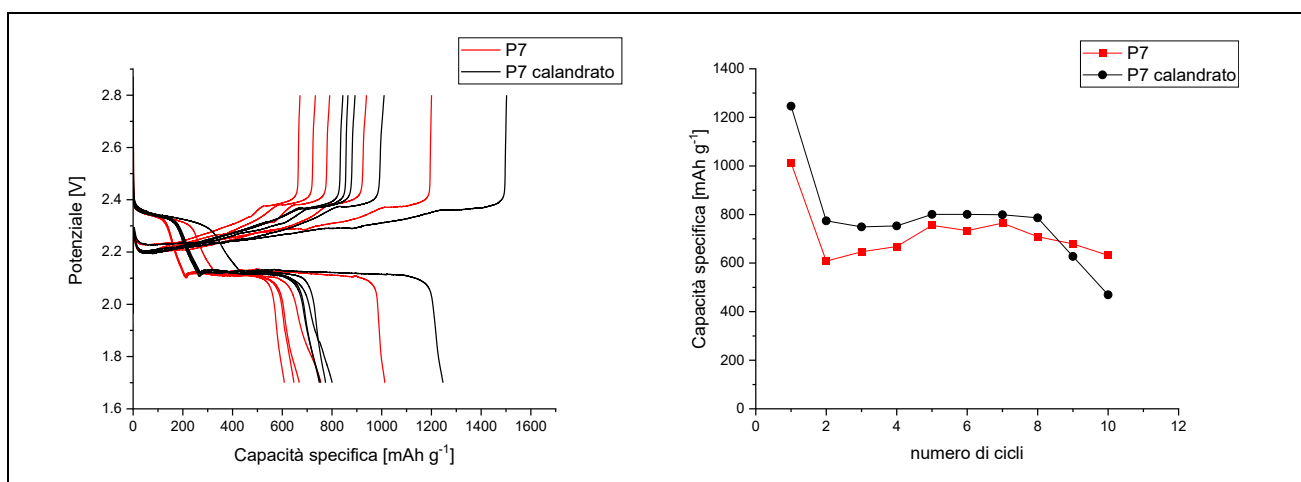 P7
P7 calandrato
2.8
2.6
2.4
2.2
2.0
1.8
1.6
Potenziale [V]
0 200 400 600 800 1000 1200 1400 1600
Capacità specifica [mAh g⁻¹]
P7
P7 calandrato
1400
1200
1000
800
600
400
200
0
Capacità specifica [mAh g⁻¹]
0 2 4 6 8 10 12
numero di cicli